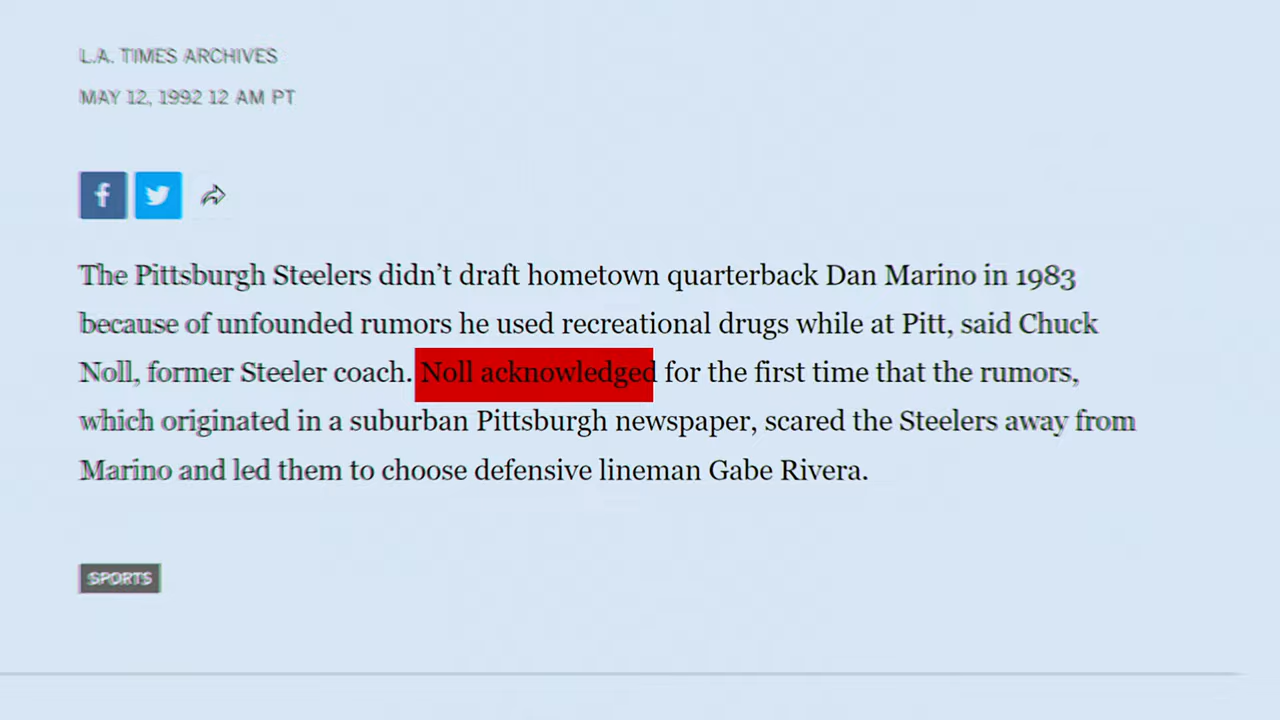 L.A. TIMES ARCHIVES
MAY 12, 1992 12 AM PT
The Pittsburgh Steelers didn’t draft hometown quarterback Dan Marino in 1983
because of unfounded rumors he used recreational drugs while at Pitt, said Chuck
Noll, former Steeler coach. Noll acknowledged for the first time that the rumors,
which originated in a suburban Pittsburgh newspaper, scared the Steelers away from
Marino and led them to choose defensive lineman Gabe Rivera.
SPORTS